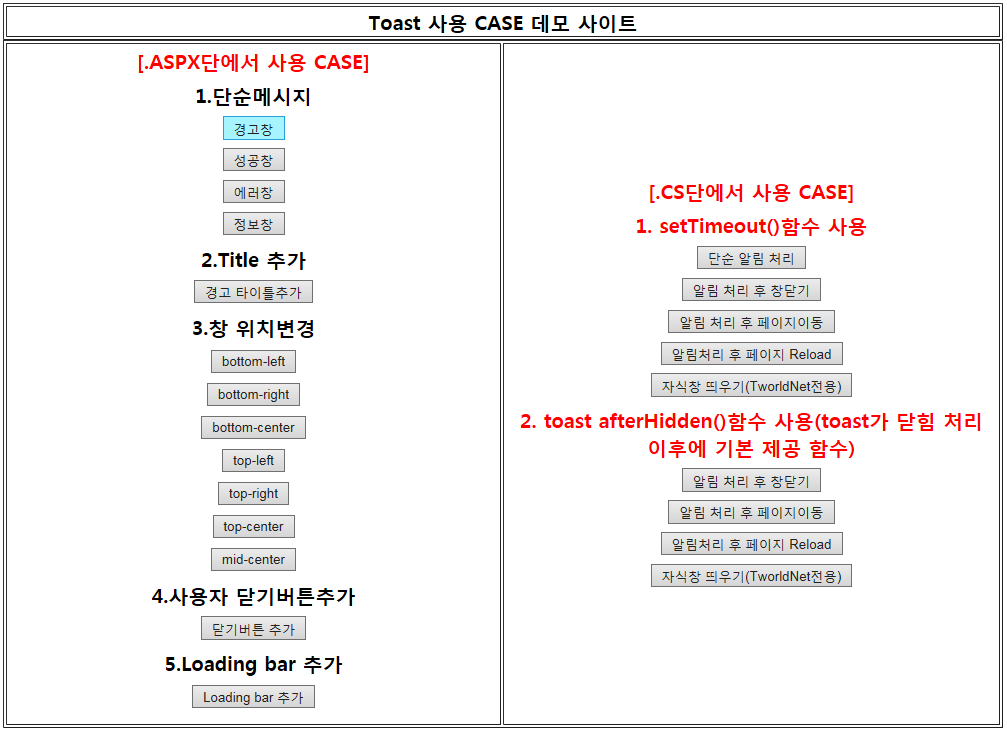 Toast 사용 CASE 데모 사이트
[.ASPX단에서 사용 CASE]
1.단순메시지
경고창
성공창
에러창
정보창
2.Title 추가
경고 타이틀추가
3.창 위치변경
bottom-left
bottom-right
bottom-center
top-left
top-right
top-center
mid-center
4.사용자 닫기버튼추가
닫기버튼 추가
5.Loading bar 추가
Loading bar 추가
[.CS단에서 사용 CASE]
1. setTimeout()함수 사용
단순 알림 처리
알림 처리 후 창닫기
알림 처리 후 페이지이동
알림처리 후 페이지 Reload
자식창 띄우기(TworldNet전용)
2. toast afterHidden()함수 사용(toast가 닫힘 처리
이후에 기본 제공 함수)
알림 처리 후 창닫기
알림 처리 후 페이지이동
알림처리 후 페이지 Reload
자식창 띄우기(TworldNet전용)